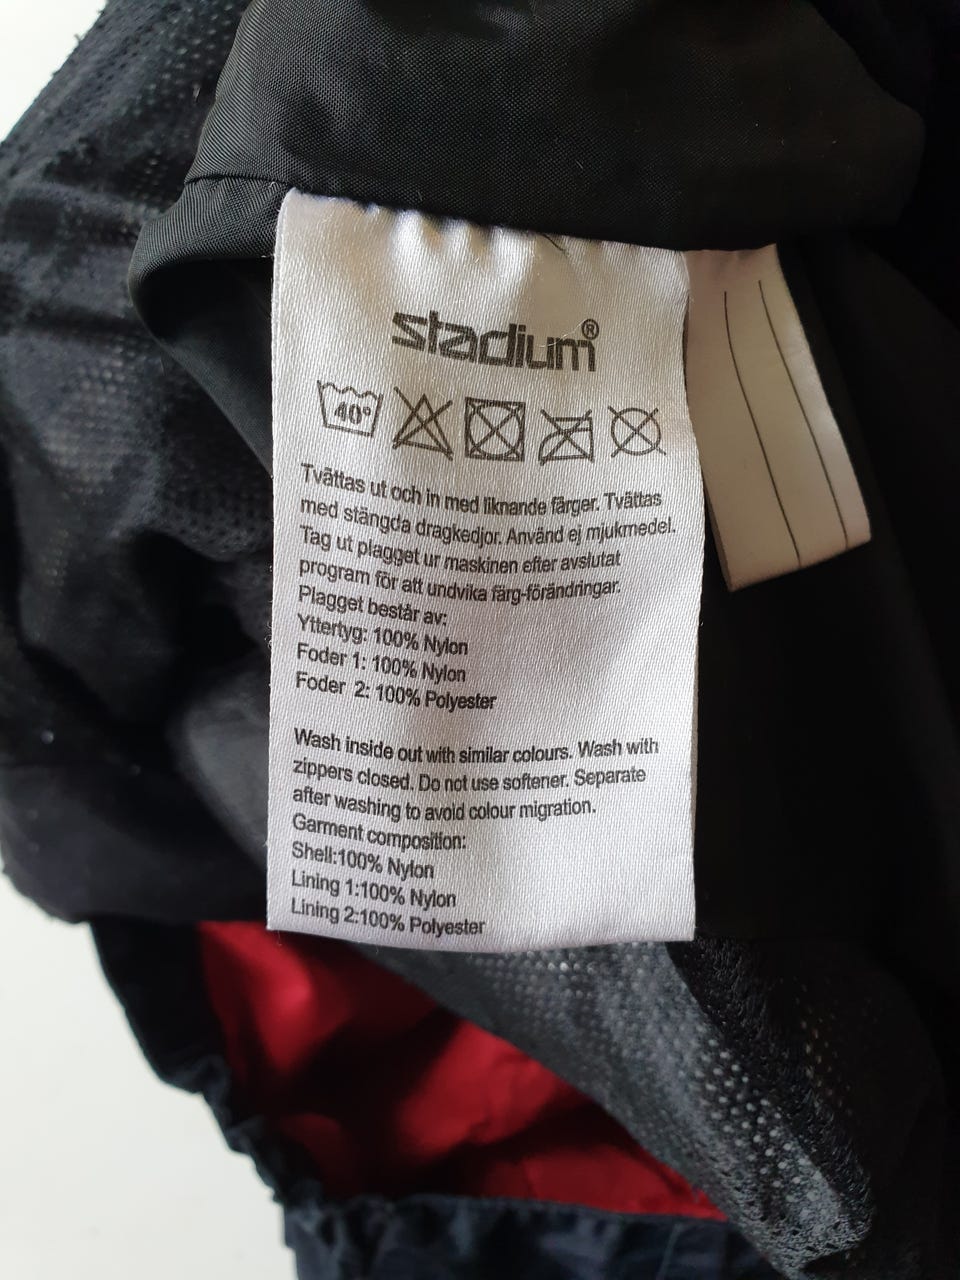 stadium®
40°
Tvättas ut och in med liknande färger. Tvättas
med stängda dragkedjor. Använd ej mjukmedel.
Tag ut plagget ur maskinen efter avslutat
program för att undvika färg-förändringar.
Plagget består av:
Yttertyg: 100% Nylon
Foder 1: 100% Nylon
Foder 2: 100% Polyester
Wash inside out with similar colours. Wash with
zippers closed. Do not use softener. Separate
after washing to avoid colour migration.
Garment composition:
Shell:100% Nylon
Lining 1:100% Nylon
Lining 2:100% Polyester